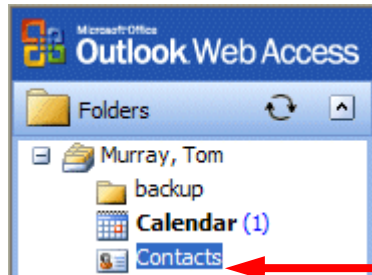 Microsoft Office
Outlook Web Access
Folders
Murray, Tom
backup
Calendar (1)
Contacts